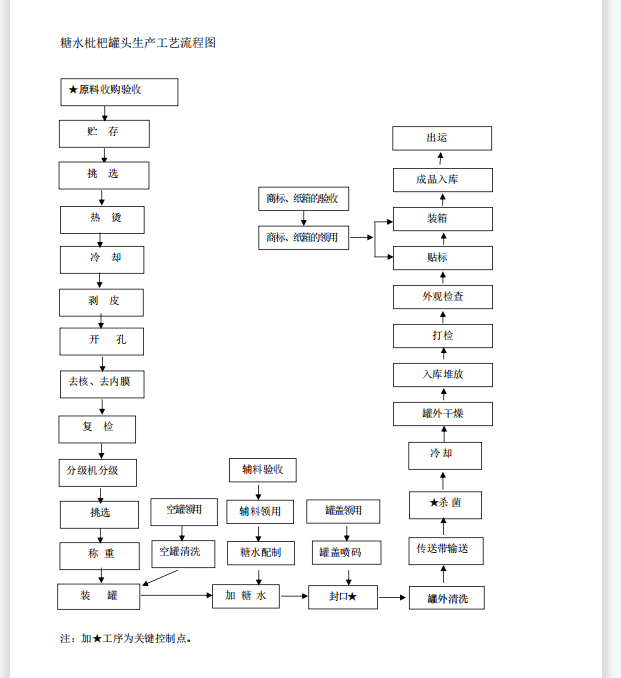 糖水枇杷罐头生产工艺流程图
★原料收购验收
贮 存
挑 选
热 烫
冷 却
剥 皮
开 孔
去核、去内膜
复 检
分级机分级
挑选
称 重
装 罐
空罐领用
空罐清洗
辅料验收
辅料领用
糖水配制
加 糖 水
罐盖领用
罐盖喷码
封口★
罐外清洗
传送带输送
★杀 菌
冷 却
罐外干燥
入库堆放
打 检
外观检查
商标、纸箱的验收
商标、纸箱的领用
贴标
装箱
成品入库
出运
注：加★工序为关键控制点。